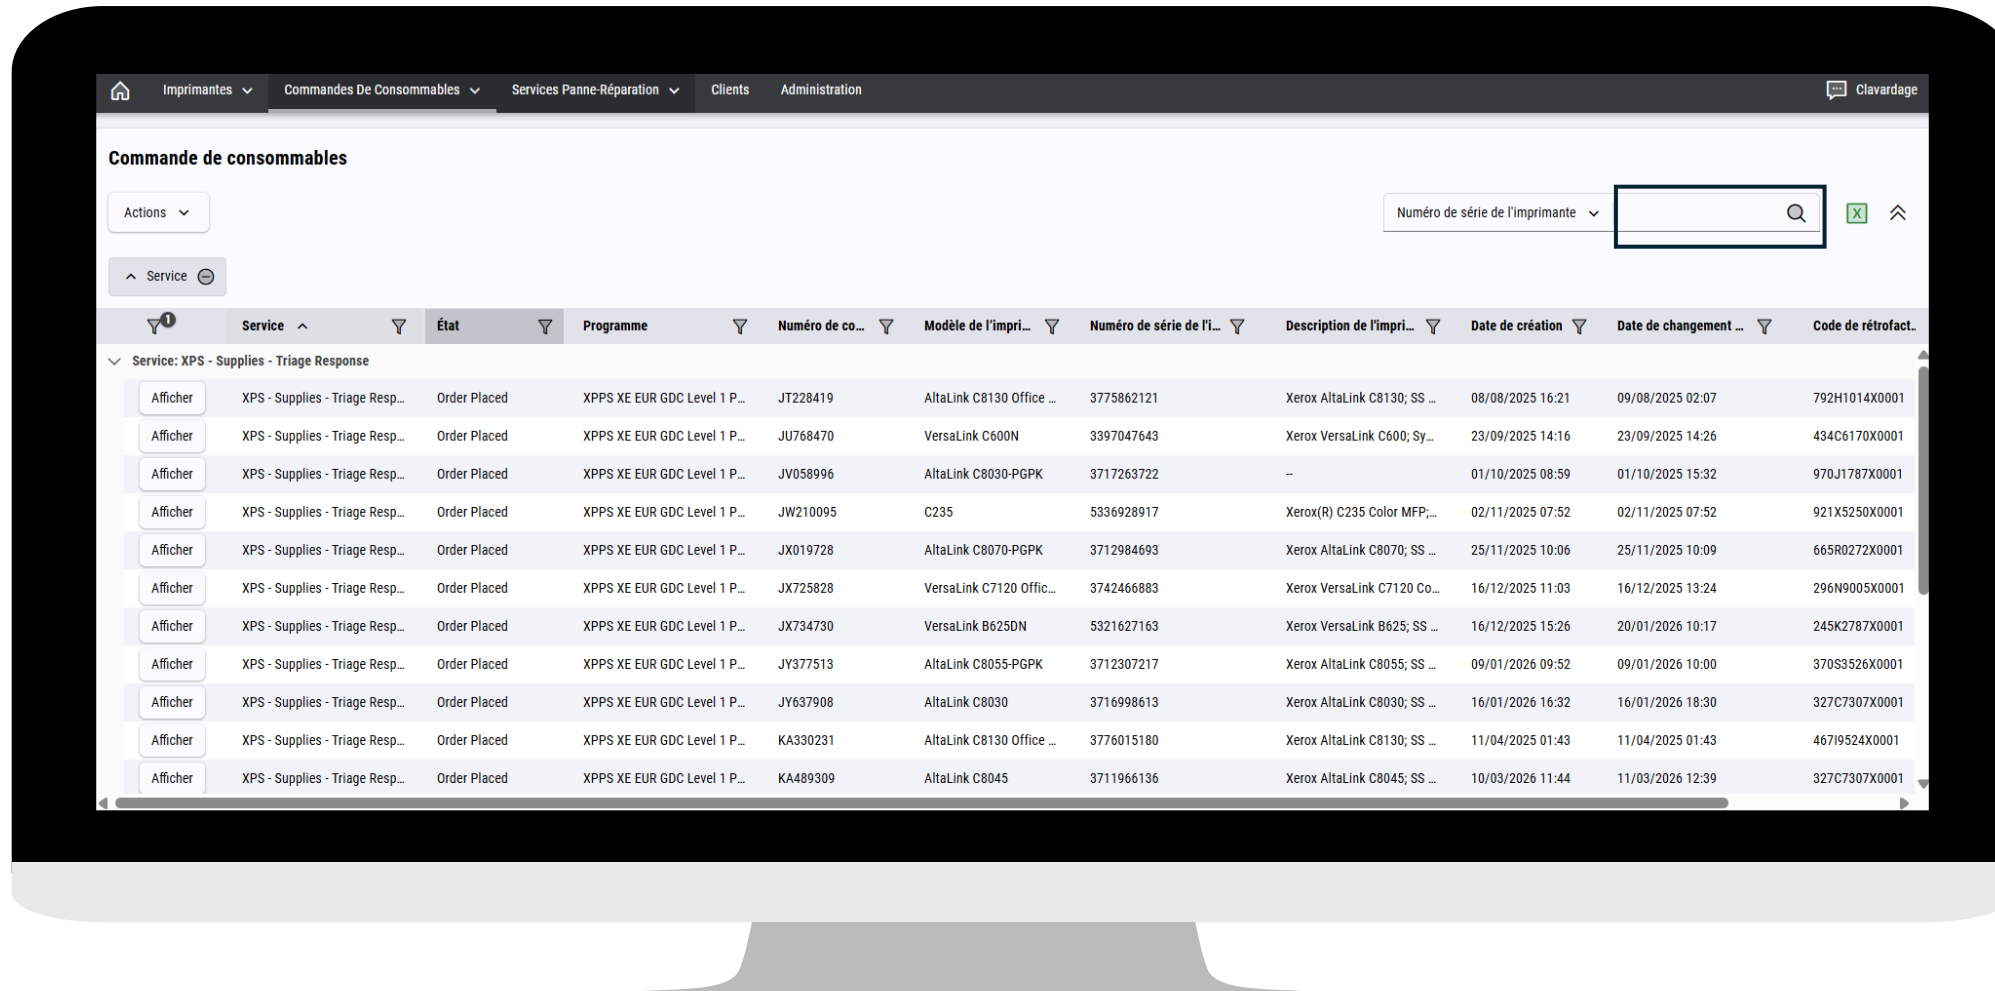 Imprimantes Commandes De Consommables Services Panne-Réparation Clients Administration Clavardage
Commande de consommables
Actions Numéro de série de l'imprimante X
Service
1 Service État Programme Numéro de co... Modèle de l'impri... Numéro de série de l'i... Description de l'impri... Date de création Date de changement ... Code de rétrofact..
Service: XPS - Supplies - Triage Response
Afficher XPS - Supplies - Triage Resp... Order Placed XPPS XE EUR GDC Level 1 P... JT228419 AltaLink C8130 Office ... 3775862121 Xerox AltaLink C8130; SS ... 08/08/2025 16:21 09/08/2025 02:07 792H1014X0001
Afficher XPS - Supplies - Triage Resp... Order Placed XPPS XE EUR GDC Level 1 P... JU768470 VersaLink C600N 3397047643 Xerox VersaLink C600; Sy... 23/09/2025 14:16 23/09/2025 14:26 434C6170X0001
Afficher XPS - Supplies - Triage Resp... Order Placed XPPS XE EUR GDC Level 1 P... JV058996 AltaLink C8030-PGPK 3717263722 -- 01/10/2025 08:59 01/10/2025 15:32 970J1787X0001
Afficher XPS - Supplies - Triage Resp... Order Placed XPPS XE EUR GDC Level 1 P... JW210095 C235 5336928917 Xerox(R) C235 Color MFP;... 02/11/2025 07:52 02/11/2025 07:52 921X5250X0001
Afficher XPS - Supplies - Triage Resp... Order Placed XPPS XE EUR GDC Level 1 P... JX019728 AltaLink C8070-PGPK 3712984693 Xerox AltaLink C8070; SS ... 25/11/2025 10:06 25/11/2025 10:09 665R0272X0001
Afficher XPS - Supplies - Triage Resp... Order Placed XPPS XE EUR GDC Level 1 P... JX725828 VersaLink C7120 Offic... 3742466883 Xerox VersaLink C7120 Co... 16/12/2025 11:03 16/12/2025 13:24 296N9005X0001
Afficher XPS - Supplies - Triage Resp... Order Placed XPPS XE EUR GDC Level 1 P... JX734730 VersaLink B625DN 5321627163 Xerox VersaLink B625; SS ... 16/12/2025 15:26 20/01/2026 10:17 245K2787X0001
Afficher XPS - Supplies - Triage Resp... Order Placed XPPS XE EUR GDC Level 1 P... JY377513 AltaLink C8055-PGPK 3712307217 Xerox AltaLink C8055; SS ... 09/01/2026 09:52 09/01/2026 10:00 370S3526X0001
Afficher XPS - Supplies - Triage Resp... Order Placed XPPS XE EUR GDC Level 1 P... JY637908 AltaLink C8030 3716998613 Xerox AltaLink C8030; SS ... 16/01/2026 16:32 16/01/2026 18:30 327C7307X0001
Afficher XPS - Supplies - Triage Resp... Order Placed XPPS XE EUR GDC Level 1 P... KA330231 AltaLink C8130 Office ... 3776015180 Xerox AltaLink C8130; SS ... 11/04/2025 01:43 11/04/2025 01:43 467I9524X0001
Afficher XPS - Supplies - Triage Resp... Order Placed XPPS XE EUR GDC Level 1 P... KA489309 AltaLink C8045 3711966136 Xerox AltaLink C8045; SS ... 10/03/2026 11:44 11/03/2026 12:39 327C7307X0001